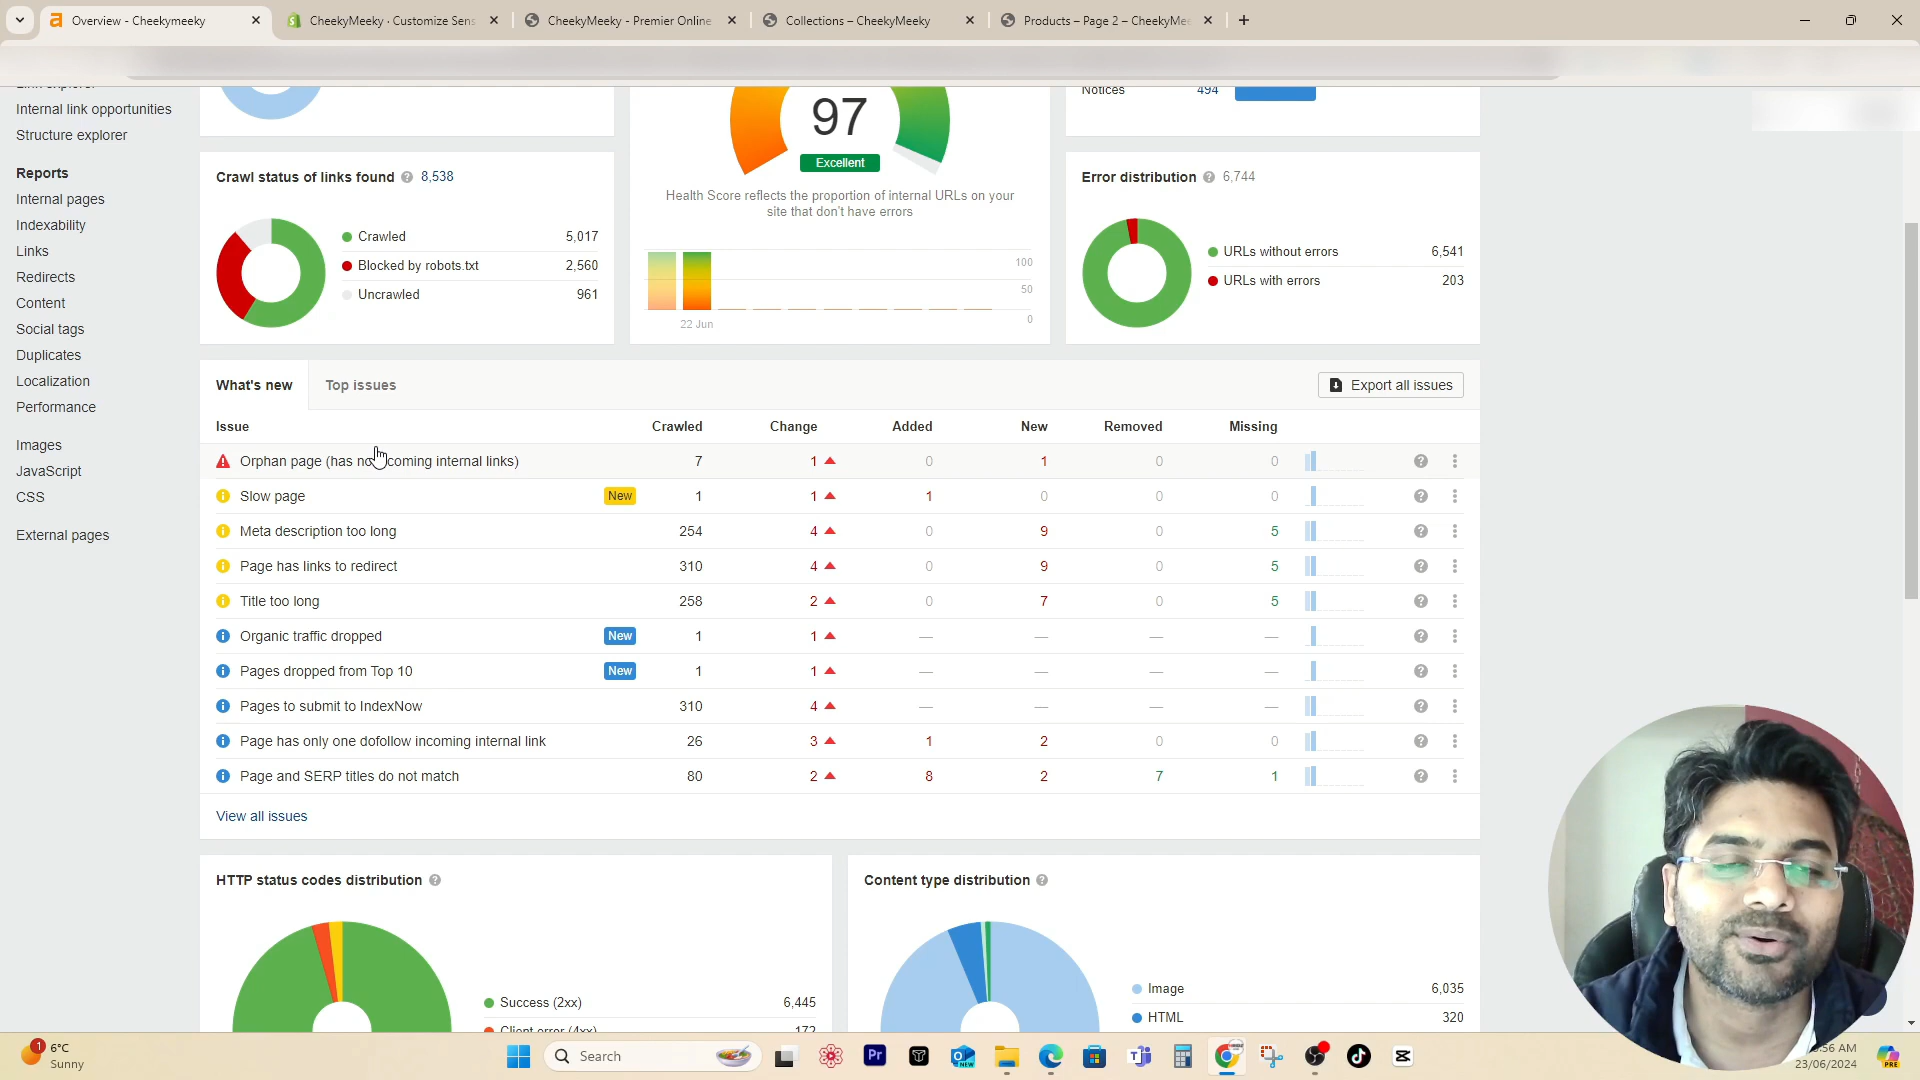 Overview - Cheekymeeky
CheekyMeeky · Customize Sens
CheekyMeeky - Premier Online
Collections – CheekyMeeky
Products – Page 2 – CheekyMe
Internal link opportunities
Structure explorer
Reports
Internal pages
Indexability
Links
Redirects
Content
Social tags
Duplicates
Localization
Performance
Images
JavaScript
CSS
External pages
97
Excellent
Health Score reflects the proportion of internal URLs on your
site that don't have errors
100
50
0
22 Jun
Notices 494
Crawl status of links found 8,538
Crawled 5,017
Blocked by robots.txt 2,560
Uncrawled 961
Error distribution 6,744
URLs without errors 6,541
URLs with errors 203
What's new Top issues Export all issues
Issue Crawled Change Added New Removed Missing
Orphan page (has no incoming internal links) 7 1 0 1 0 0
Slow page New 1 1 1 0 0 0
Meta description too long 254 4 0 9 0 5
Page has links to redirect 310 4 0 9 0 5
Title too long 258 2 0 7 0 5
Organic traffic dropped New 1 1 — — — —
Pages dropped from Top 10 New 1 1 — — — —
Pages to submit to IndexNow 310 4 — — — —
Page has only one dofollow incoming internal link 26 3 1 2 0 0
Page and SERP titles do not match 80 2 8 2 7 1
View all issues
HTTP status codes distribution
Success (2xx) 6,445
Client error (4xx) 172
Content type distribution
Image 6,035
HTML 320
1
6°C
Sunny
Search
Pr
NEW
:56 AM
23/06/2024
PRE